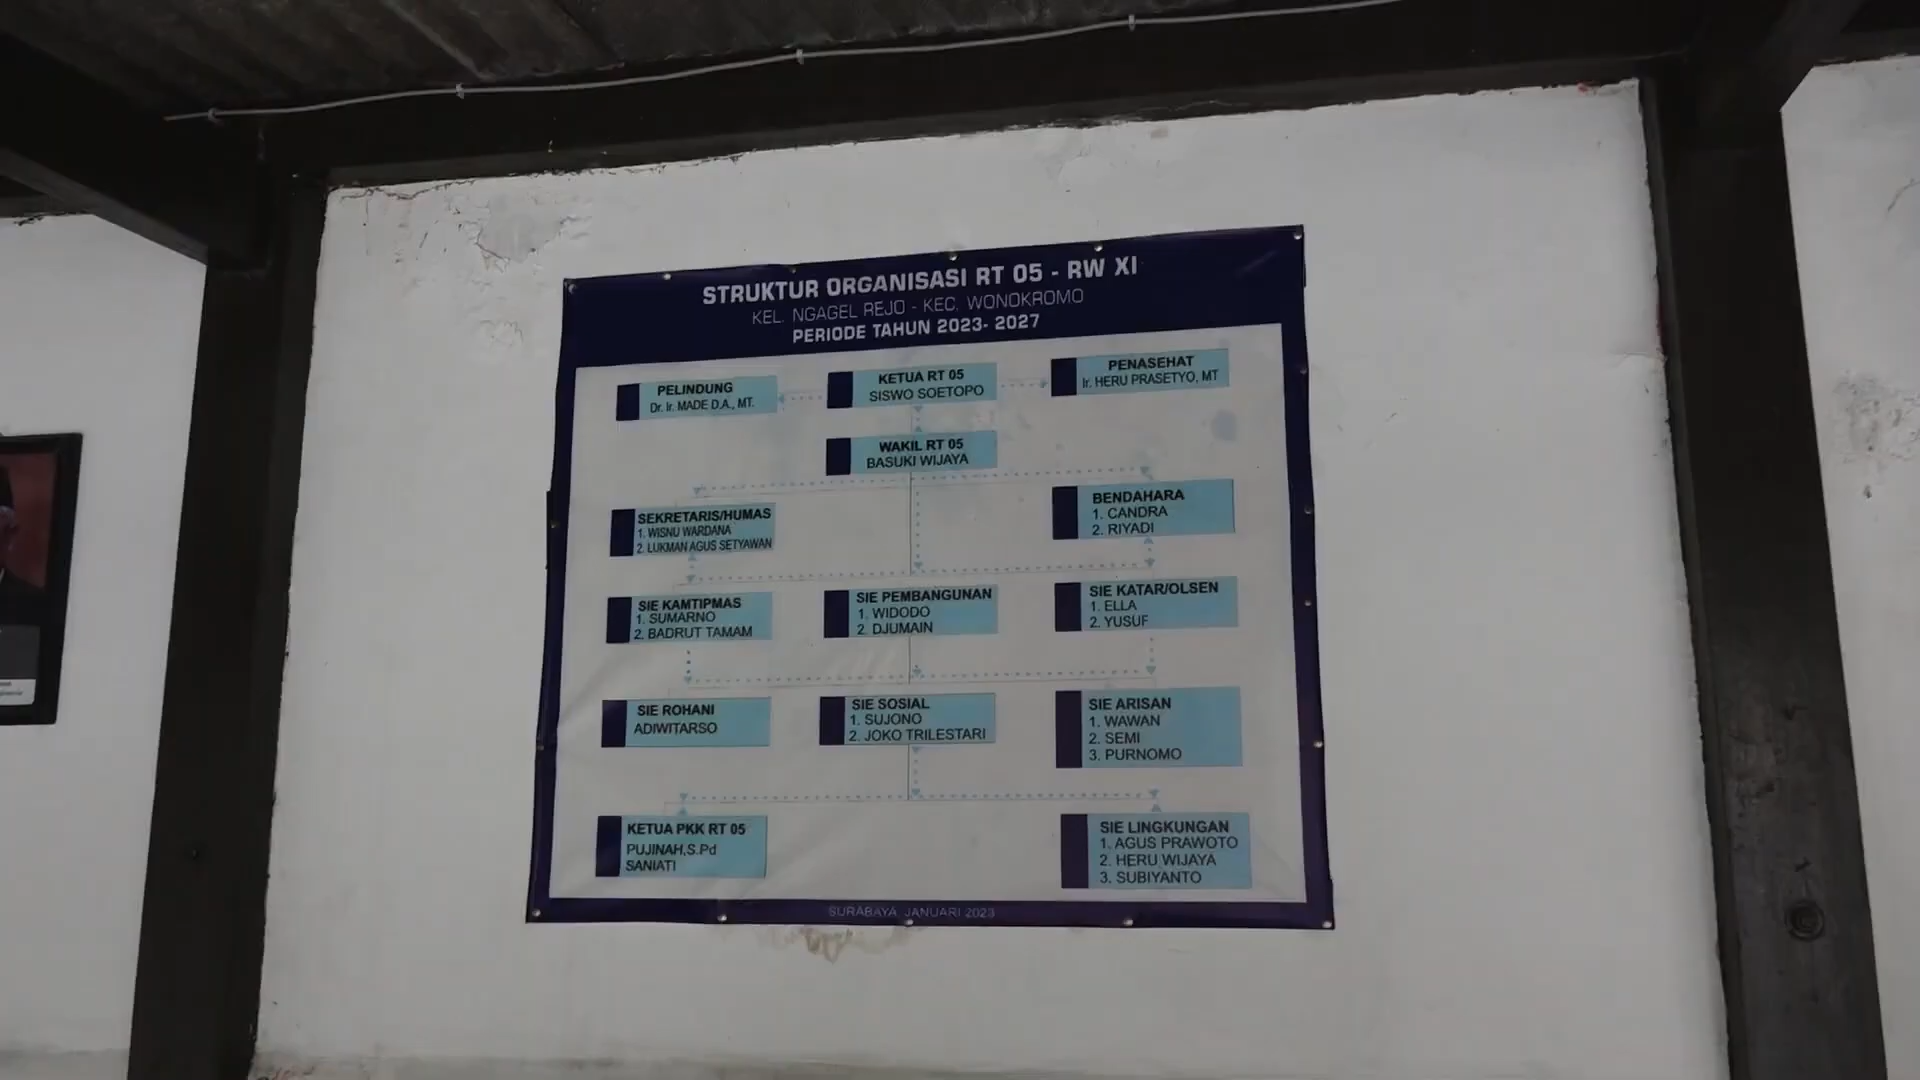 STRUKTUR ORGANISASI RT 05 - RW XI
KEL. NGAGEL REJO - KEC. WONOKROMO
PERIODE TAHUN 2023- 2027
PELINDUNG
Dr. Ir. MADE D.A., MT.
KETUA RT 05
SISWO SOETOPO
PENASEHAT
Ir. HERU PRASETYO, MT
WAKIL RT 05
BASUKI WIJAYA
SEKRETARIS/HUMAS
1. WISNU WARDANA
2. LUKMAN AGUS SETYAWAN
BENDAHARA
1. CANDRA
2. RIYADI
SIE KAMTIPMAS
1. SUMARNO
2. BADRUT TAMAM
SIE PEMBANGUNAN
1. WIDODO
2. DJUMAIN
SIE KATAR/OLSEN
1. ELLA
2. YUSUF
SIE ROHANI
ADIWITARSO
SIE SOSIAL
1. SUJONO
2. JOKO TRILESTARI
SIE ARISAN
1. WAWAN
2. SEMI
3. PURNOMO
KETUA PKK RT 05
PUJINAH,S.Pd
SANIATI
SIE LINGKUNGAN
1. AGUS PRAWOTO
2. HERU WIJAYA
3. SUBIYANTO
SURABAYA, JANUARI 2023